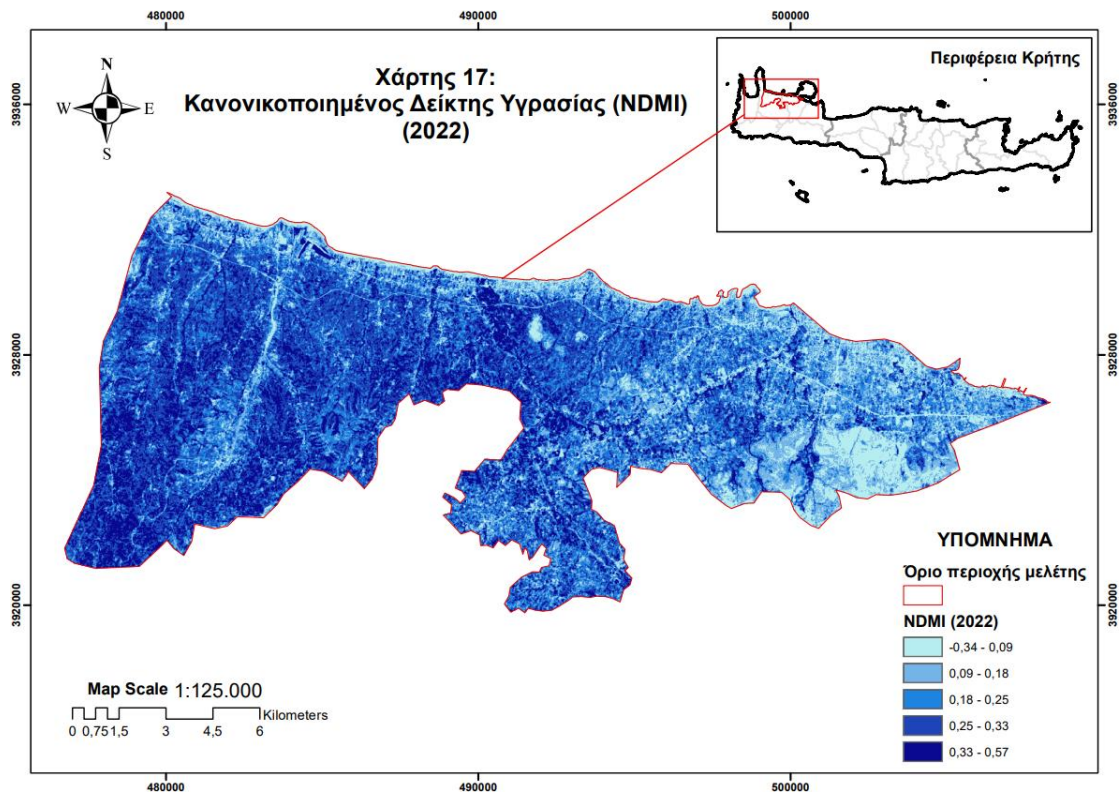 480000
490000
500000
3936000
3936000
N
W
E
S
Χάρτης 17:
Κανονικοποιημένος Δείκτης Υγρασίας (NDMI)
(2022)
Περιφέρεια Κρήτης
3928000
3928000
3920000
3920000
ΥΠΟΜΝΗΜΑ
Όριο περιοχής μελέτης
NDMI (2022)
-0,34 - 0,09
0,09 - 0,18
0,18 - 0,25
0,25 - 0,33
0,33 - 0,57
Map Scale 1:125.000
Kilometers
0 0,75 1,5 3 4,5 6
480000
490000
500000